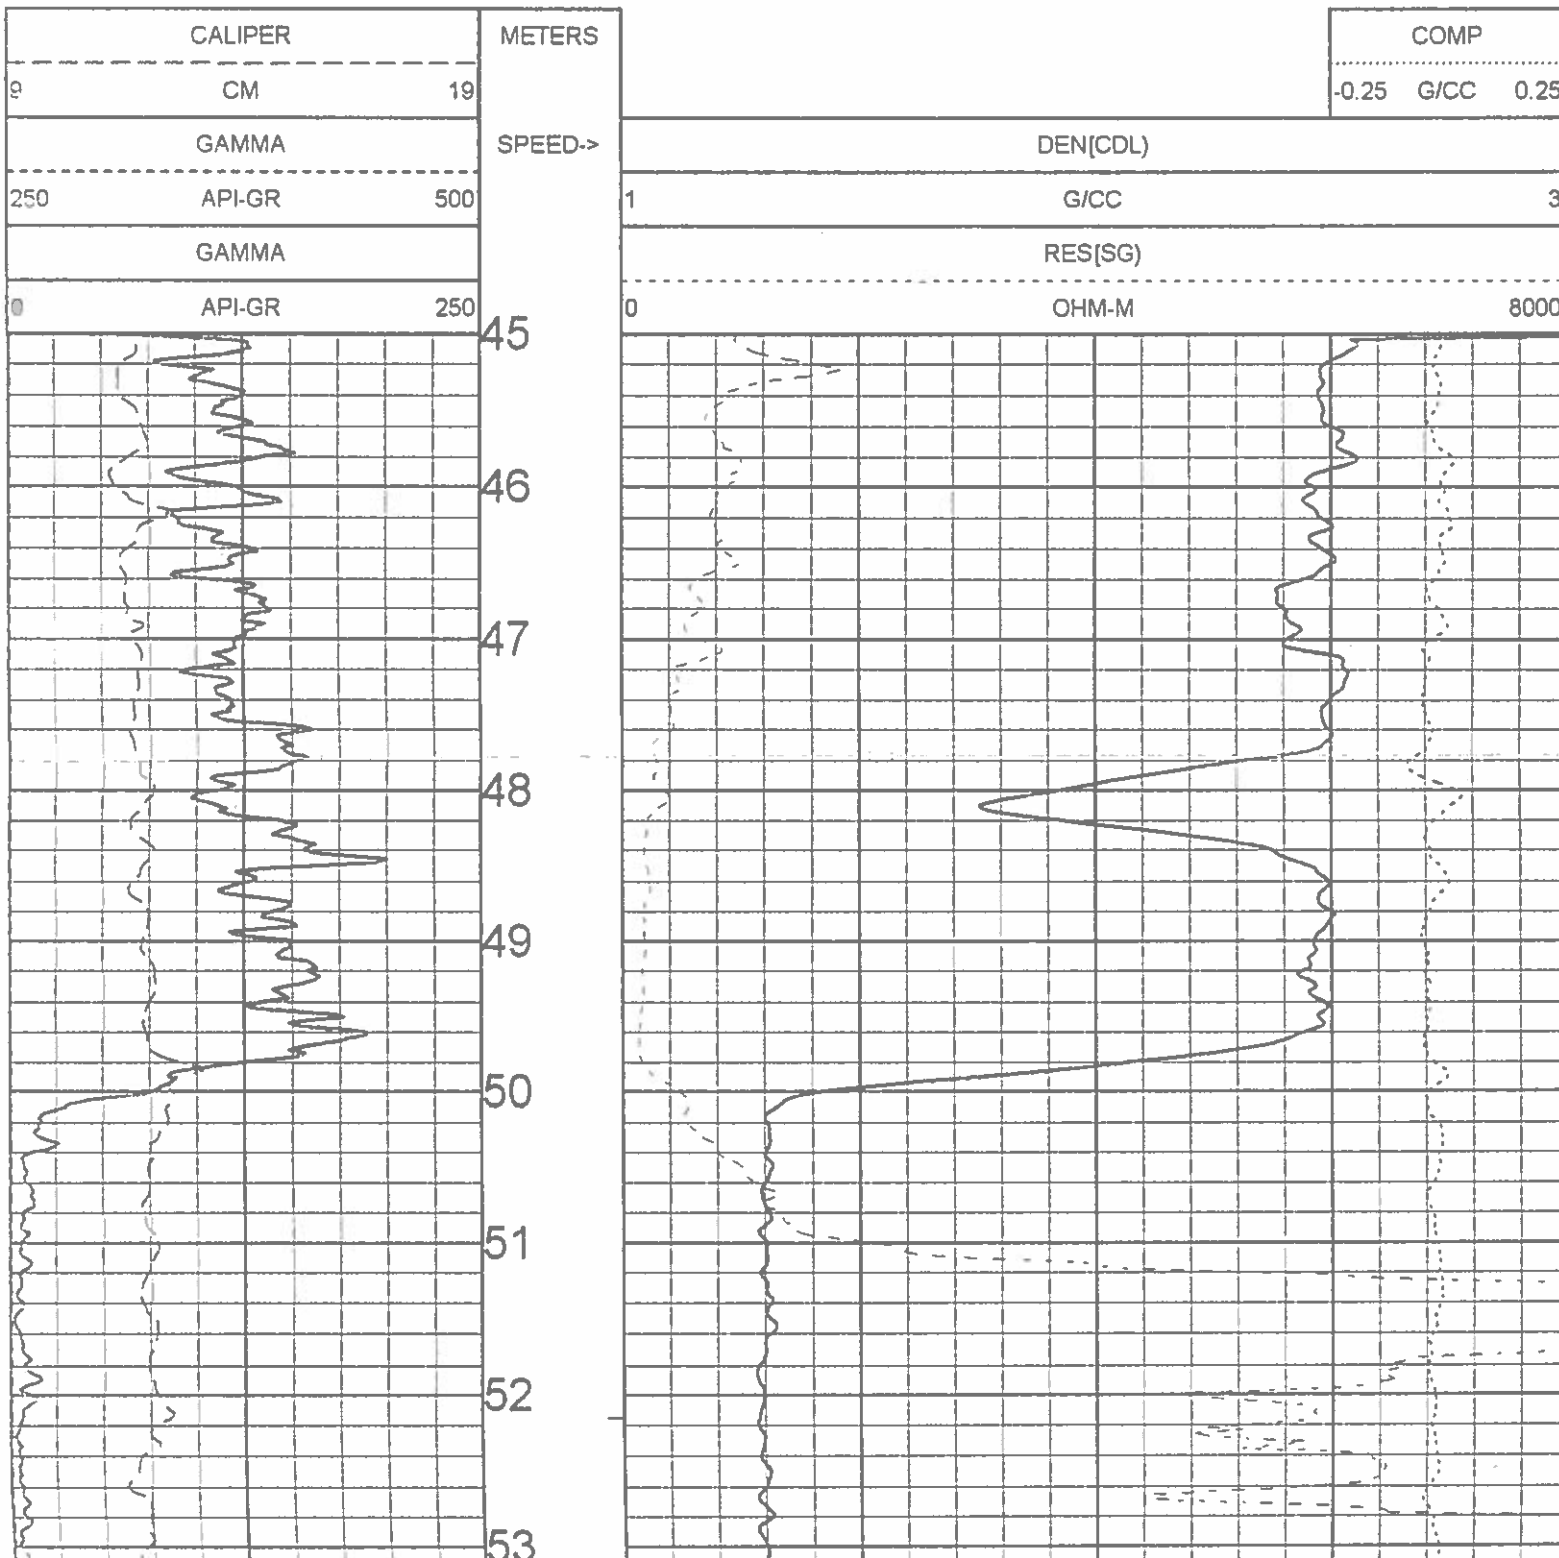 CALIPER METERS COMP
9 CM 19 -0.25 G/CC 0.25
GAMMA SPEED-> DEN[CDL]
250 API-GR 500 1 G/CC 3
GAMMA RES[SG]
0 API-GR 250 0 OHM-M 8000
45
46
47
48
49
50
51
52
53